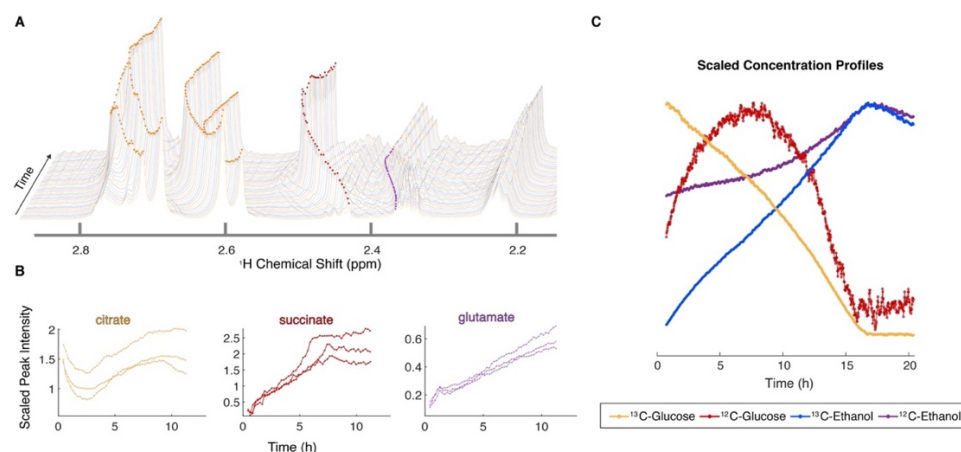 A
Time
2.8 2.6 2.4 2.2
¹H Chemical Shift (ppm)
B
Scaled Peak Intensity
citrate
2
1.5
1
0.5
0 5 10
succinate
2.5
2
1.5
1
0.5
0 5 10
glutamate
0.6
0.4
0.2
0 5 10
Time (h)
C
Scaled Concentration Profiles
0 5 10 15 20
Time (h)
¹³C-Glucose ¹²C-Glucose ¹³C-Ethanol ¹²C-Ethanol